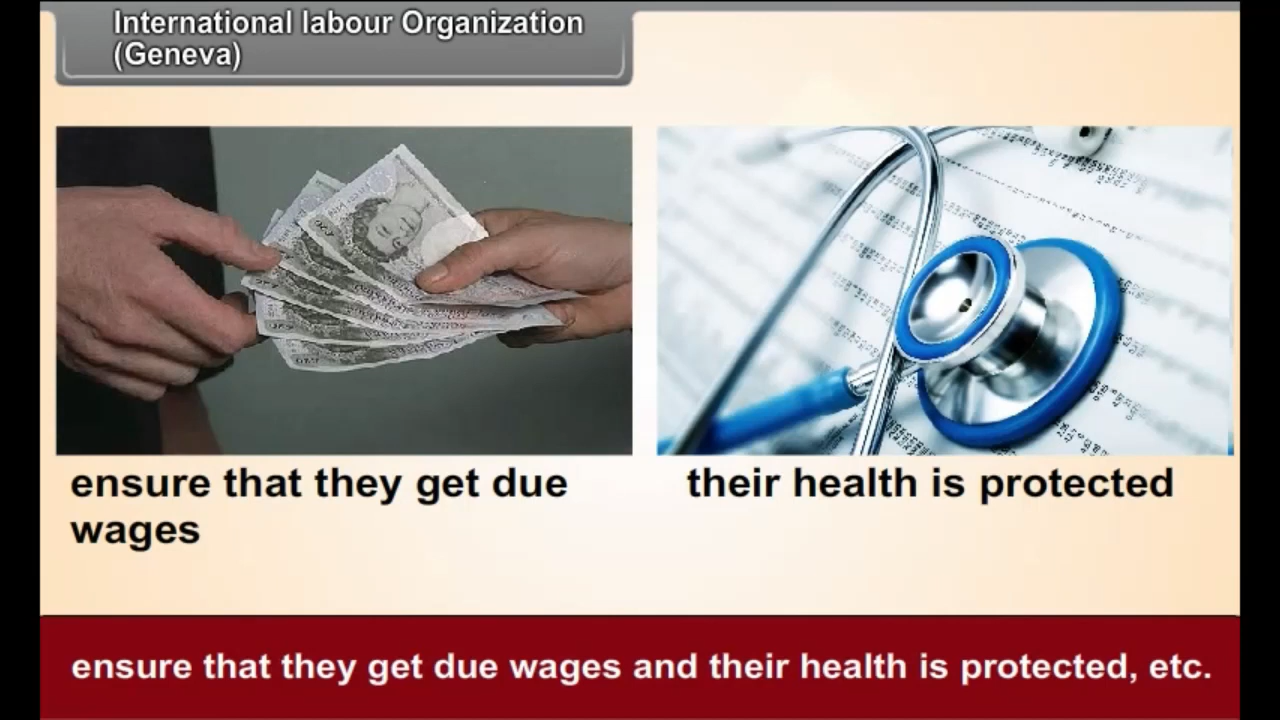 International labour Organization
(Geneva)
ensure that they get due
wages
their health is protected
ensure that they get due wages and their health is protected, etc.